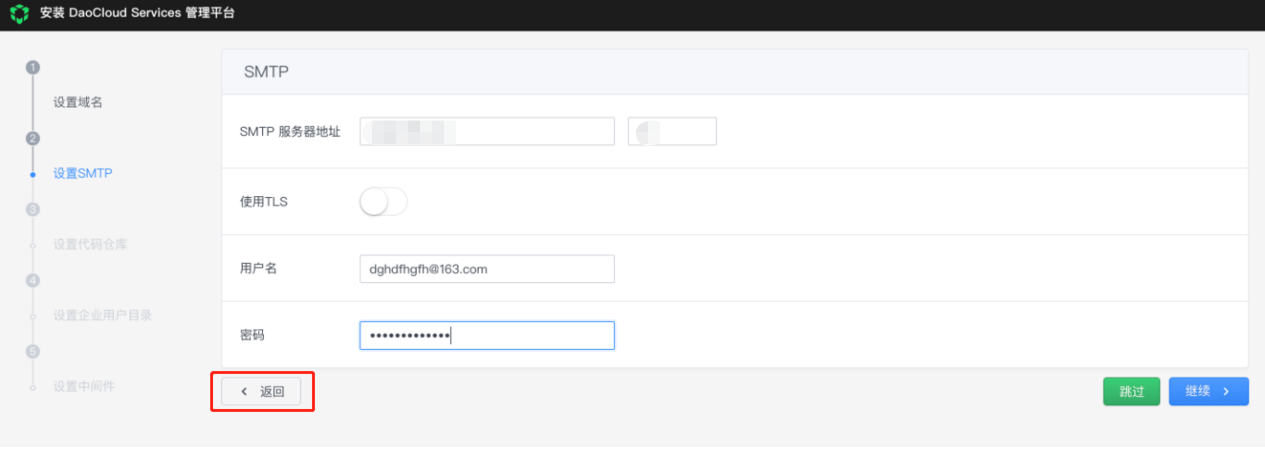 安装 DaoCloud Services 管理平台
1
设置域名
2
设置SMTP
3
设置代码仓库
4
设置企业用户目录
5
设置中间件
SMTP
SMTP 服务器地址
使用TLS
用户名
dghdfhgfh@163.com
密码
•••••••••••••
返回
跳过
继续